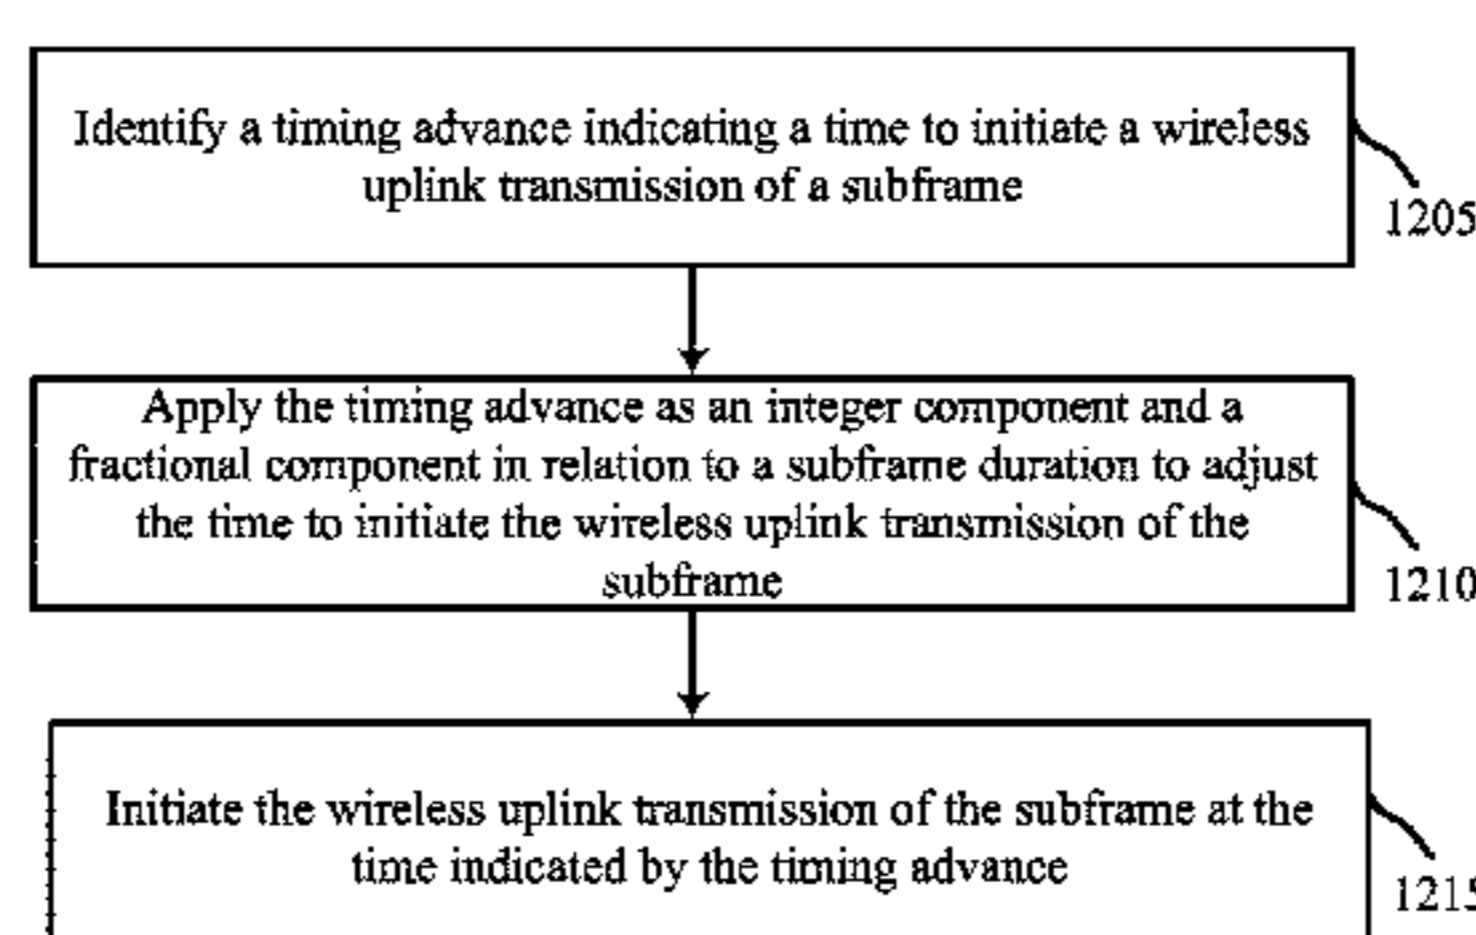 Identify a timing advance indicating a time to initiate a wireless
uplink transmission of a subframe
1205
Apply the timing advance as an integer component and a
fractional component in relation to a subframe duration to adjust
the time to initiate the wireless uplink transmission of the
subframe
1210
Initiate the wireless uplink transmission of the subframe at the
time indicated by the timing advance
1215